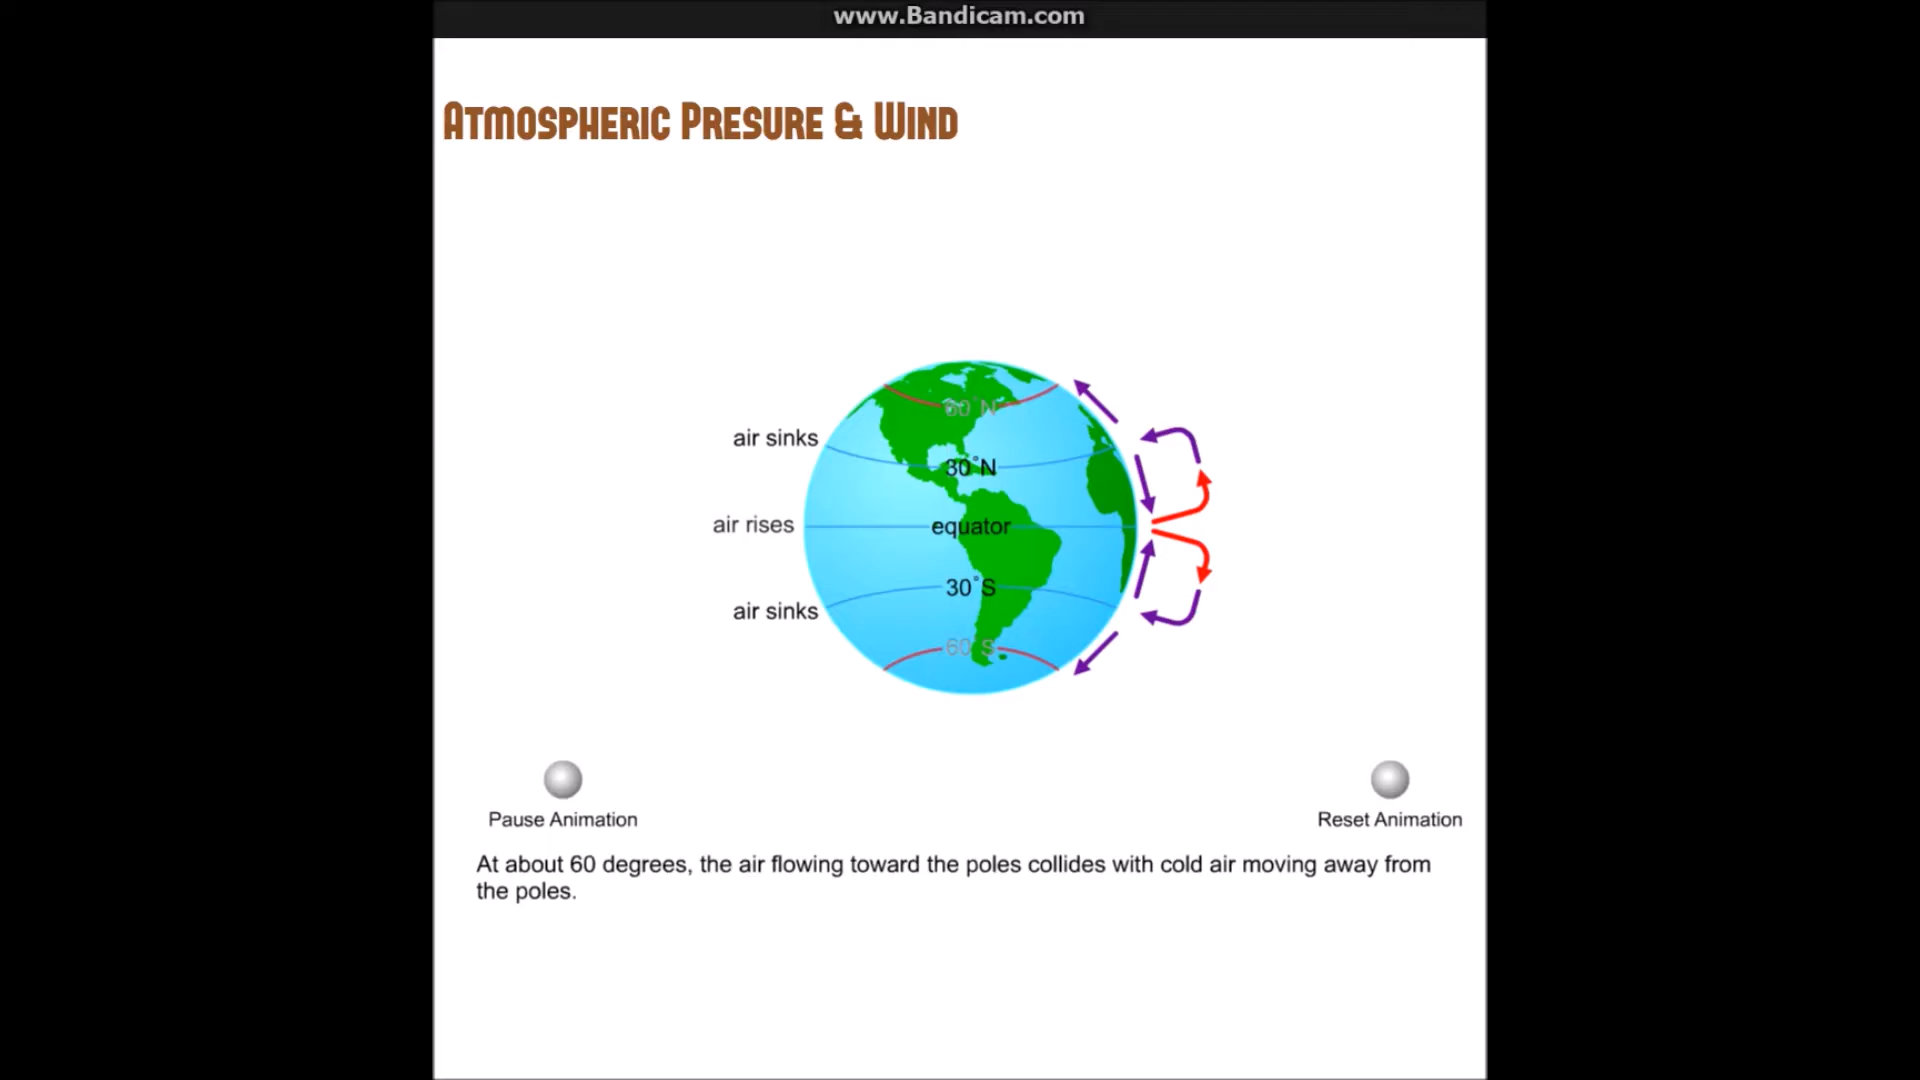 www.Bandicam.com
Atmospheric Presure & Wind
60°N
air sinks
30°N
air rises
equator
30°S
air sinks
60°S
Pause Animation
Reset Animation
At about 60 degrees, the air flowing toward the poles collides with cold air moving away from
the poles.